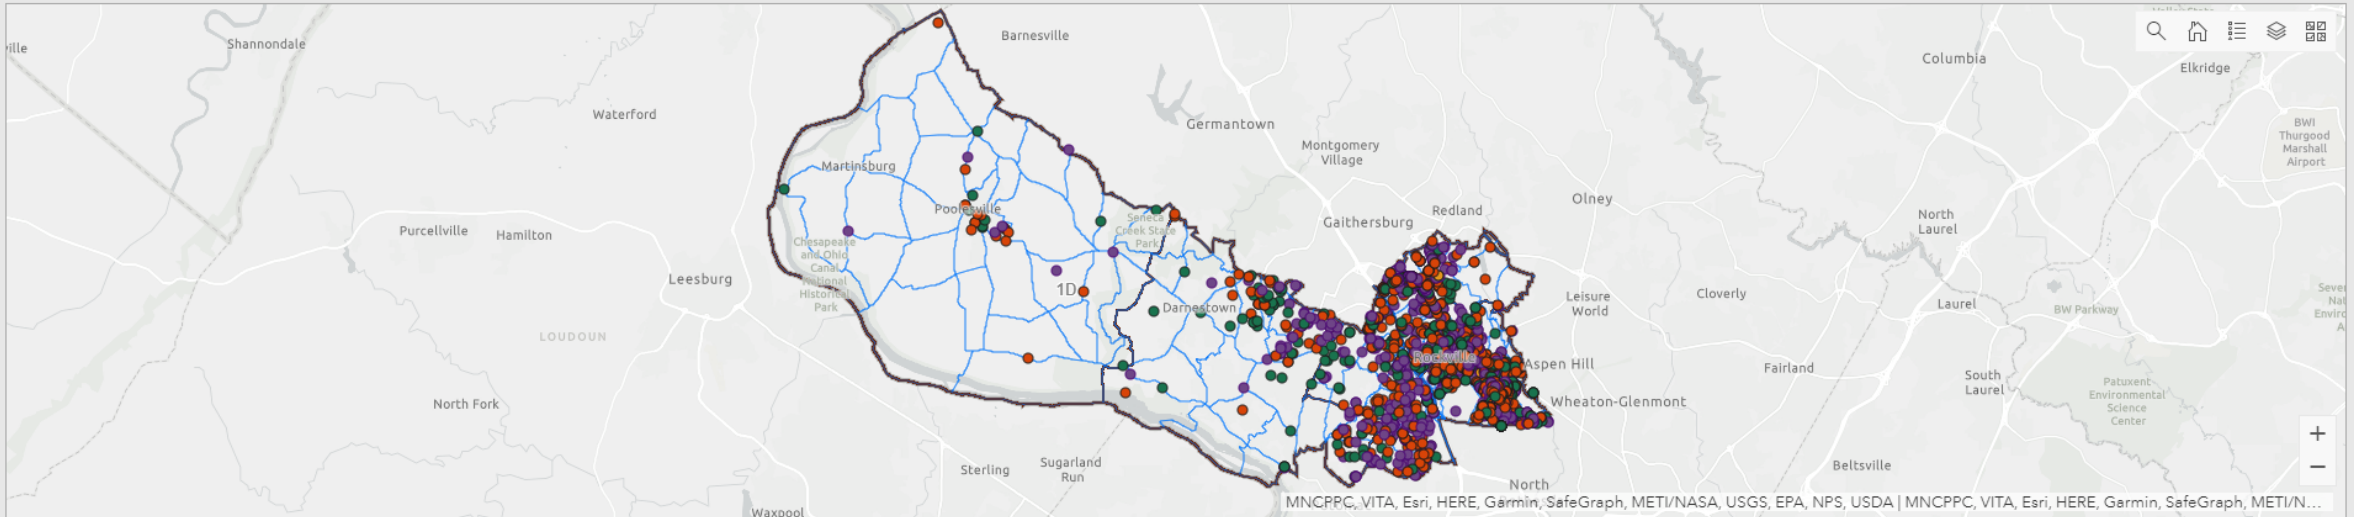 ville
Shannondale
Barnesville
Columbia
Elkridge
Waterford
Germantown
BWI
Thurgood
Marshall
Airport
Montgomery
Village
Martinsburg
Olney
Poolesville
Redland
Seneca
Creek State
Park
Gaithersburg
North
Laurel
Purcellville
Hamilton
Chesapeake
and Ohio
Canal
National
Historical
Park
Leesburg
1D
Leisure
World
Cloverly
Laurel
BW Parkway
Darnestown
LOUDOUN
Rockville
Aspen Hill
Fairland
South
Laurel
Patuxent
Environmental
Science
Center
North Fork
Wheaton-Glenmont
Sterling
Sugarland
Run
Beltsville
North
Waxpool
MNCPPC, VITA, Esri, HERE, Garmin, SafeGraph, METI/NASA, USGS, EPA, NPS, USDA | MNCPPC, VITA, Esri, HERE, Garmin, SafeGraph, METI/N...